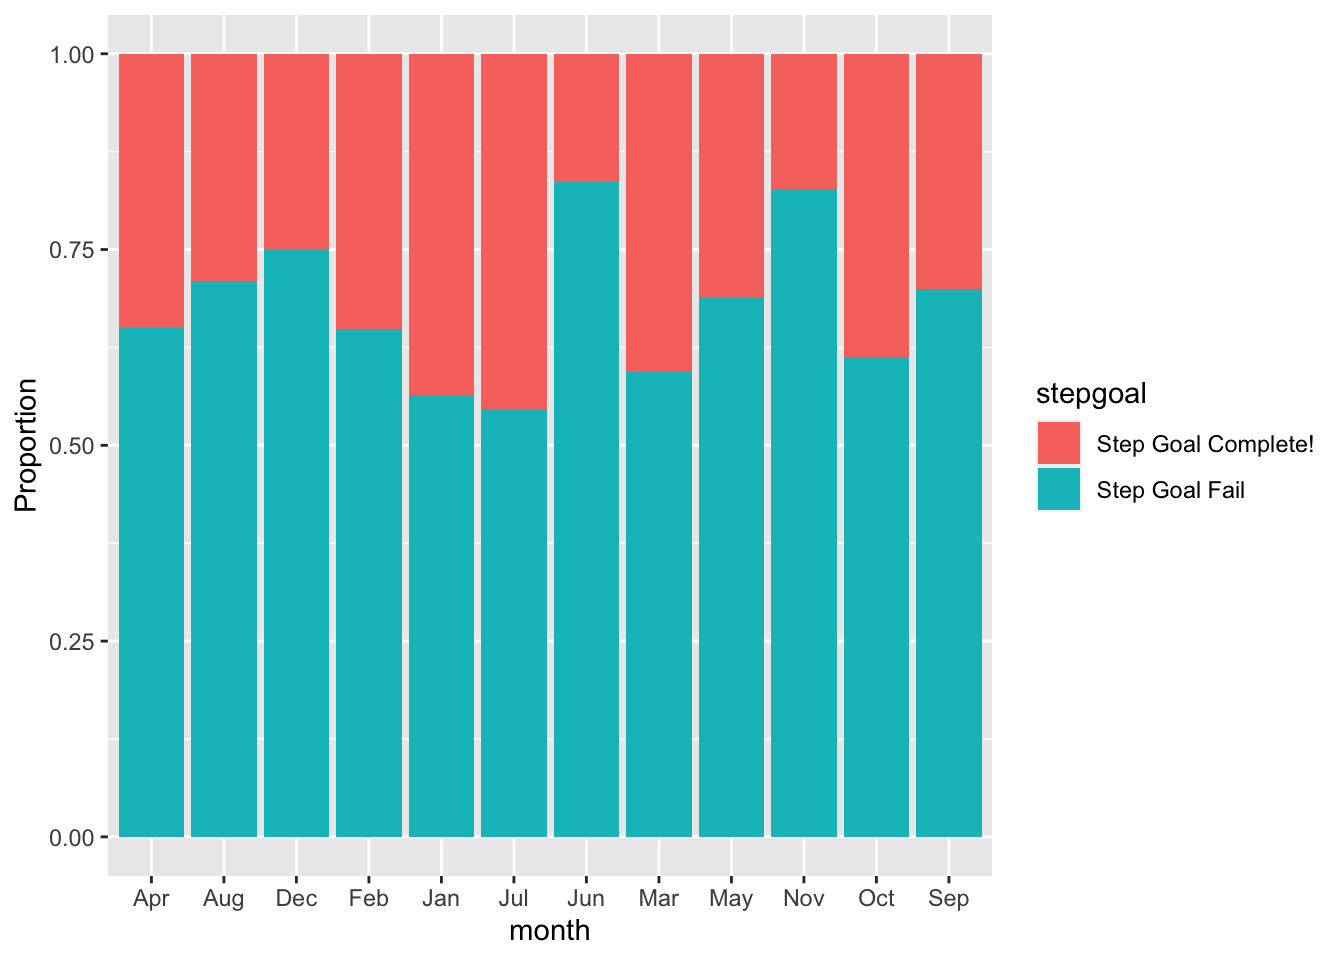 1.00
0.75
0.50
0.25
0.00
Proportion
Apr Aug Dec Feb Jan Jul Jun Mar May Nov Oct Sep
month
stepgoal
Step Goal Complete!
Step Goal Fail